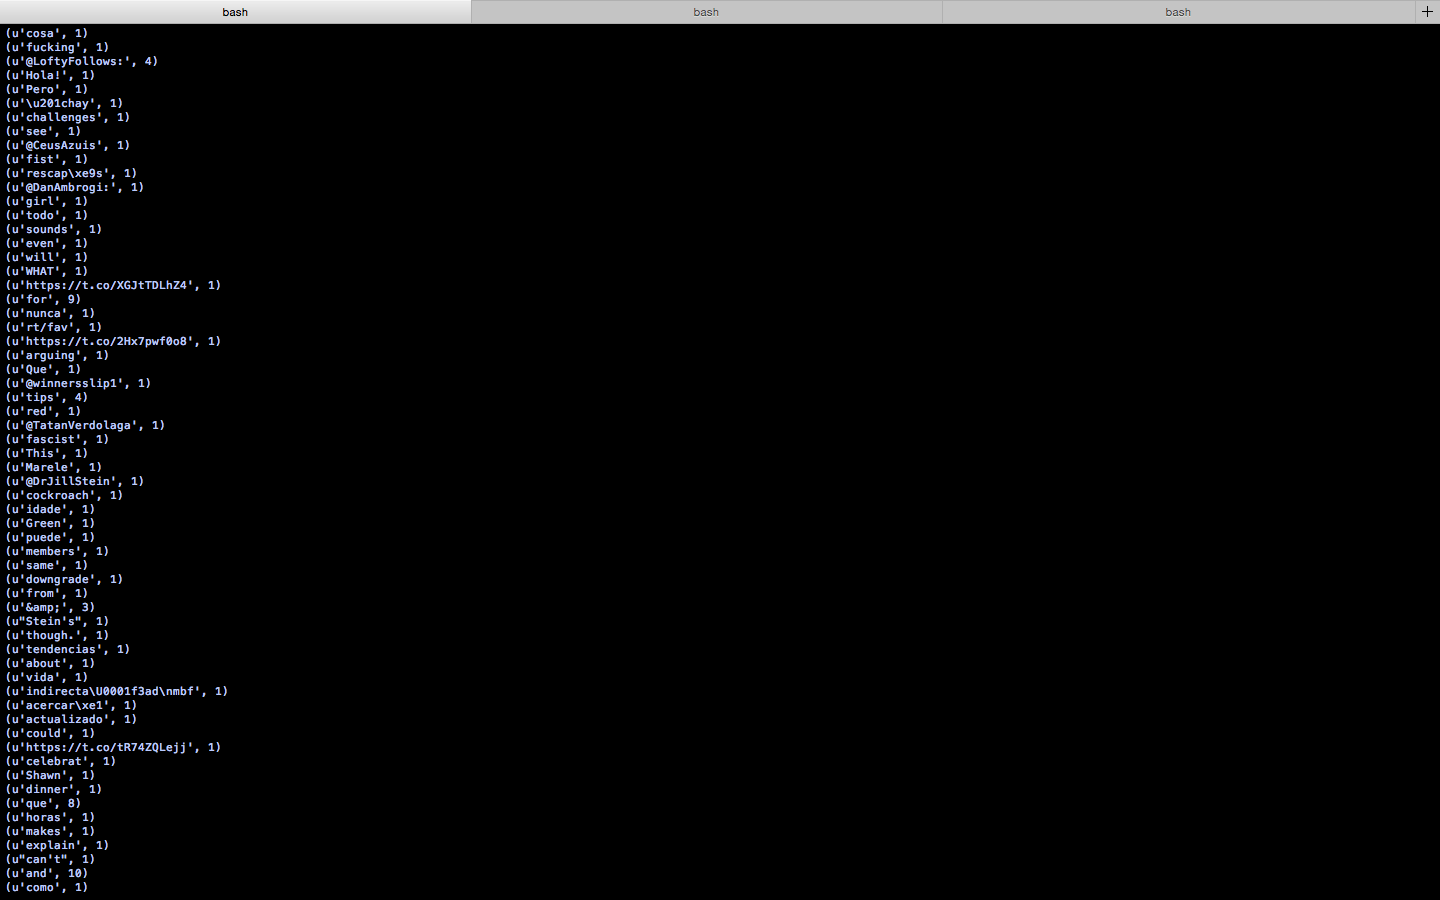 bash bash bash +
(u'cosa', 1)
(u'fucking', 1)
(u'@LoftyFollows:', 4)
(u'Hola!', 1)
(u'Pero', 1)
(u'\u201chay', 1)
(u'challenges', 1)
(u'see', 1)
(u'@CeusAzuis', 1)
(u'fist', 1)
(u'rescap\xe9s', 1)
(u'@DanAmbrogi:', 1)
(u'girl', 1)
(u'todo', 1)
(u'sounds', 1)
(u'even', 1)
(u'will', 1)
(u'WHAT', 1)
(u'https://t.co/XGJtTDLhZ4', 1)
(u'for', 9)
(u'nunca', 1)
(u'rt/fav', 1)
(u'https://t.co/2Hx7pwf0o8', 1)
(u'arguing', 1)
(u'Que', 1)
(u'@winnersslip1', 1)
(u'tips', 4)
(u'red', 1)
(u'@TatanVerdolaga', 1)
(u'fascist', 1)
(u'This', 1)
(u'Marele', 1)
(u'@DrJillStein', 1)
(u'cockroach', 1)
(u'idade', 1)
(u'Green', 1)
(u'puede', 1)
(u'members', 1)
(u'same', 1)
(u'downgrade', 1)
(u'from', 1)
(u'&amp;', 3)
(u"Stein's", 1)
(u'though.', 1)
(u'tendencias', 1)
(u'about', 1)
(u'vida', 1)
(u'indirecta\U0001f3ad\nmbf', 1)
(u'acercar\xe1', 1)
(u'actualizado', 1)
(u'could', 1)
(u'https://t.co/tR74ZQLejj', 1)
(u'celebrat', 1)
(u'Shawn', 1)
(u'dinner', 1)
(u'que', 8)
(u'horas', 1)
(u'makes', 1)
(u'explain', 1)
(u"can't", 1)
(u'and', 10)
(u'como', 1)